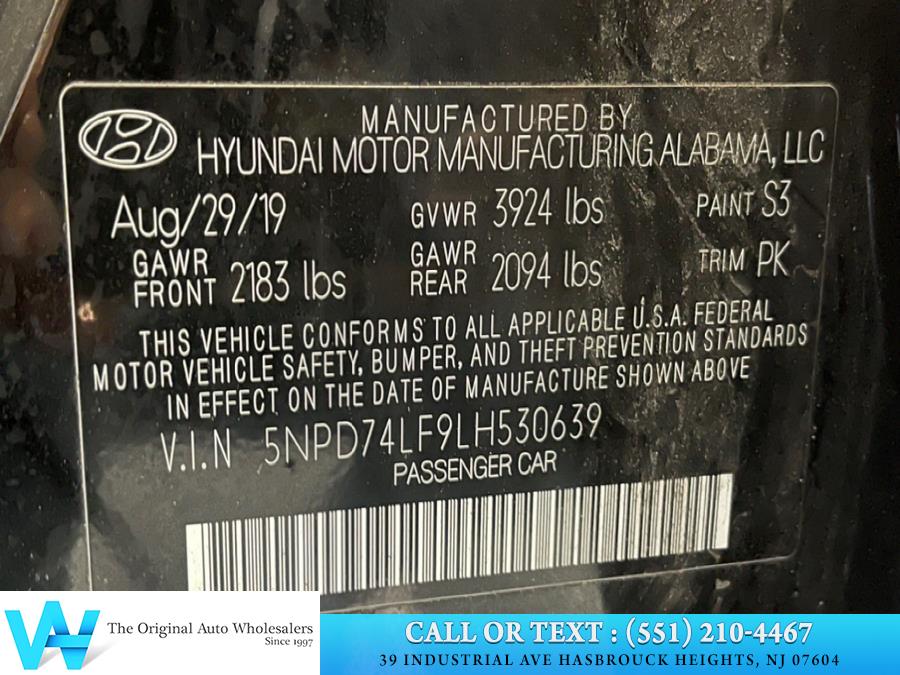 MANUFACTURED BY
HYUNDAI MOTOR MANUFACTURING ALABAMA, LLC
Aug/29/19 GVWR 3924 lbs PAINT S3
GAWR FRONT 2183 lbs GAWR REAR 2094 lbs TRIM PK
THIS VEHICLE CONFORMS TO ALL APPLICABLE U.S.A. FEDERAL
MOTOR VEHICLE SAFETY, BUMPER, AND THEFT PREVENTION STANDARDS
IN EFFECT ON THE DATE OF MANUFACTURE SHOWN ABOVE
V.I.N 5NPD74LF9LH530639
PASSENGER CAR
The Original Auto Wholesalers
Since 1997
CALL OR TEXT : (551) 210-4467
39 INDUSTRIAL AVE HASBROUCK HEIGHTS, NJ 07604